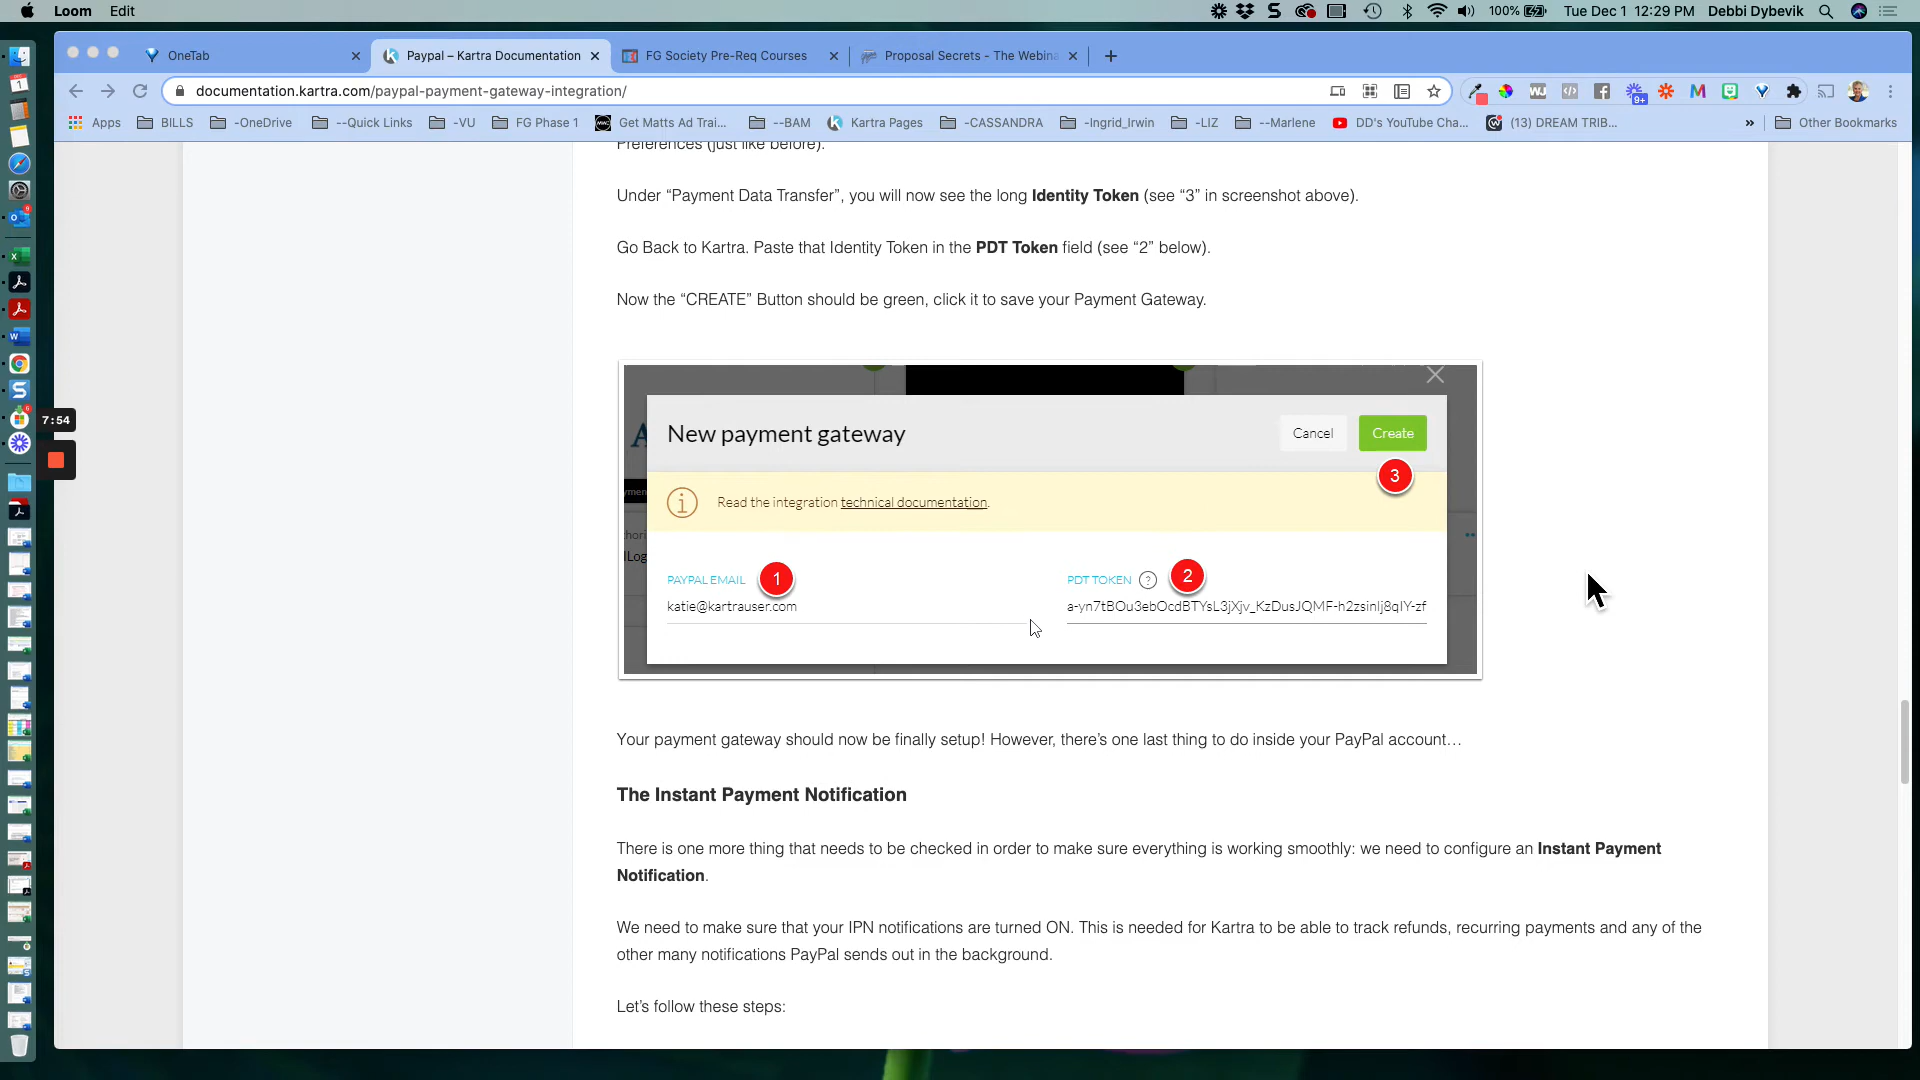 Loom Edit 100% Tue Dec 1 12:29 PM Debbi Dybevik
OneTab Paypal – Kartra Documentation FG Society Pre-Req Courses Proposal Secrets - The Webina
documentation.kartra.com/paypal-payment-gateway-integration/
Apps BILLS -OneDrive --Quick Links -VU FG Phase 1 Get Matts Ad Trai... --BAM Kartra Pages -CASSANDRA -Ingrid_Irwin -LIZ --Marlene DD's YouTube Cha... (13) DREAM TRIB... » Other Bookmarks
Preferences (just like before).
Under “Payment Data Transfer”, you will now see the long Identity Token (see “3” in screenshot above).
Go Back to Kartra. Paste that Identity Token in the PDT Token field (see “2” below).
Now the “CREATE” Button should be green, click it to save your Payment Gateway.
7:54
New payment gateway Cancel Create
3
Read the integration technical documentation.
PAYPAL EMAIL 1 PDT TOKEN ? 2
katie@kartrauser.com a-yn7tBOu3ebOcdBTYsL3jXjv_KzDusJQMF-h2zsinlj8qIY-zf
Your payment gateway should now be finally setup! However, there’s one last thing to do inside your PayPal account…
The Instant Payment Notification
There is one more thing that needs to be checked in order to make sure everything is working smoothly: we need to configure an Instant Payment
Notification.
We need to make sure that your IPN notifications are turned ON. This is needed for Kartra to be able to track refunds, recurring payments and any of the
other many notifications PayPal sends out in the background.
Let’s follow these steps: